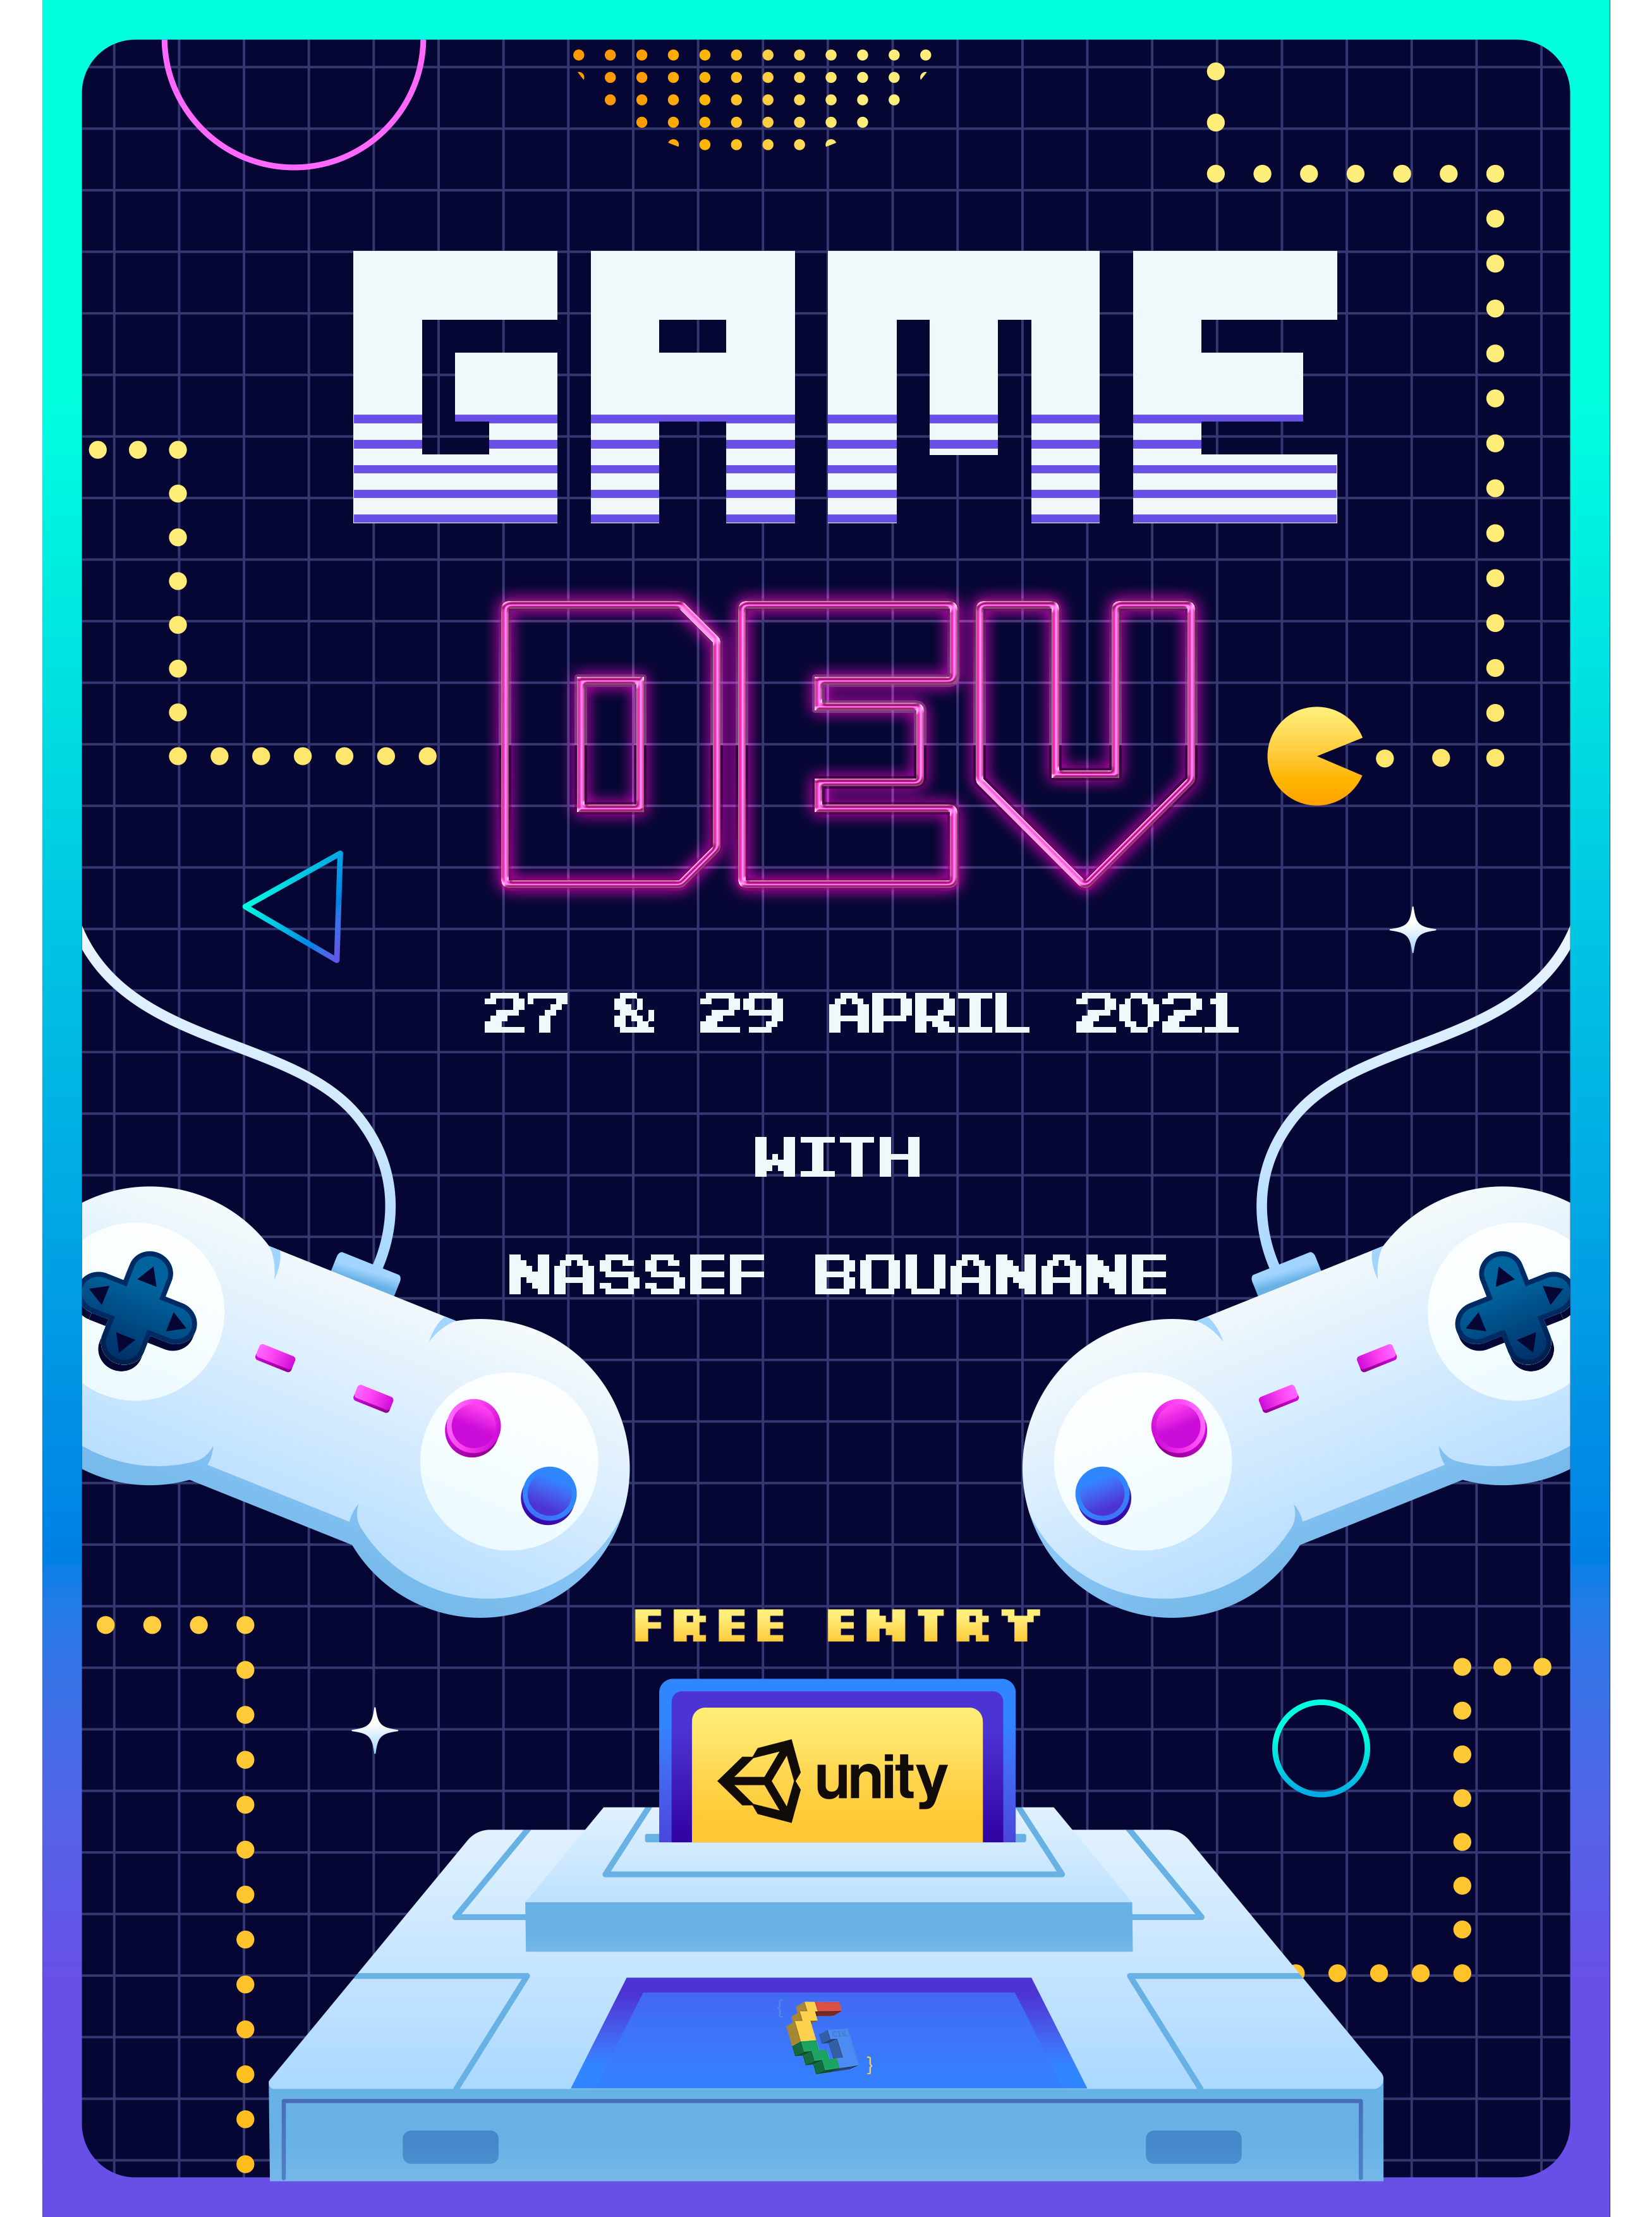 GAME
DEV
27 & 29 APRIL 2021
WITH
NASSEF BOUANANE
FREE ENTRY
unity
{
}